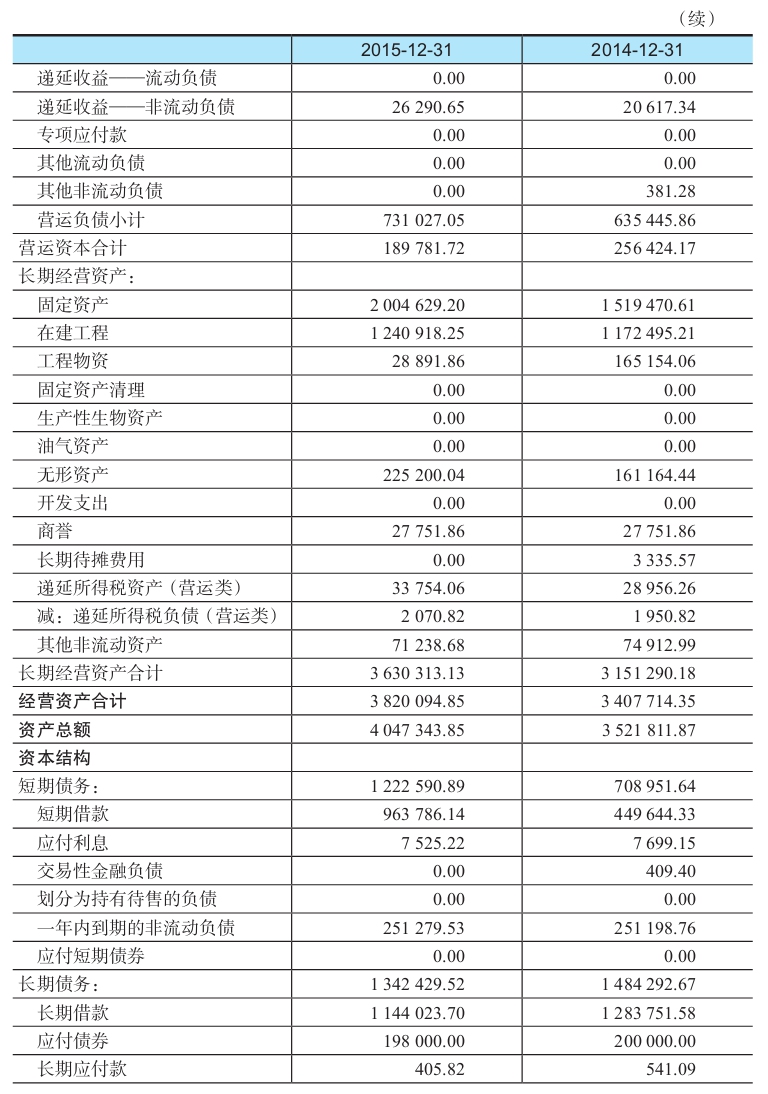 （续）
2015-12-31 2014-12-31
递延收益——流动负债 0.00 0.00
递延收益——非流动负债 26 290.65 20 617.34
专项应付款 0.00 0.00
其他流动负债 0.00 0.00
其他非流动负债 0.00 381.28
营运负债小计 731 027.05 635 445.86
营运资本合计 189 781.72 256 424.17
长期经营资产：
固定资产 2 004 629.20 1 519 470.61
在建工程 1 240 918.25 1 172 495.21
工程物资 28 891.86 165 154.06
固定资产清理 0.00 0.00
生产性生物资产 0.00 0.00
油气资产 0.00 0.00
无形资产 225 200.04 161 164.44
开发支出 0.00 0.00
商誉 27 751.86 27 751.86
长期待摊费用 0.00 3 335.57
递延所得税资产（营运类） 33 754.06 28 956.26
减：递延所得税负债（营运类） 2 070.82 1 950.82
其他非流动资产 71 238.68 74 912.99
长期经营资产合计 3 630 313.13 3 151 290.18
经营资产合计 3 820 094.85 3 407 714.35
资产总额 4 047 343.85 3 521 811.87
资本结构
短期债务： 1 222 590.89 708 951.64
短期借款 963 786.14 449 644.33
应付利息 7 525.22 7 699.15
交易性金融负债 0.00 409.40
划分为持有待售的负债 0.00 0.00
一年内到期的非流动负债 251 279.53 251 198.76
应付短期债券 0.00 0.00
长期债务： 1 342 429.52 1 484 292.67
长期借款 1 144 023.70 1 283 751.58
应付债券 198 000.00 200 000.00
长期应付款 405.82 541.09